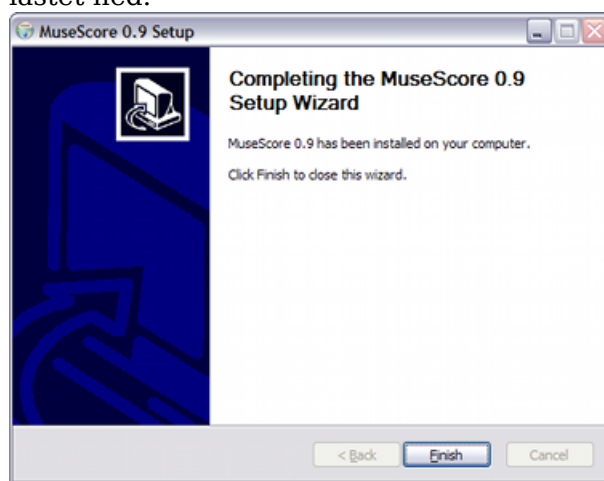 lastet ned.
MuseScore 0.9 Setup
Completing the MuseScore 0.9
Setup Wizard
MuseScore 0.9 has been installed on your computer.
Click Finish to close this wizard.
< Back
Finish
Cancel